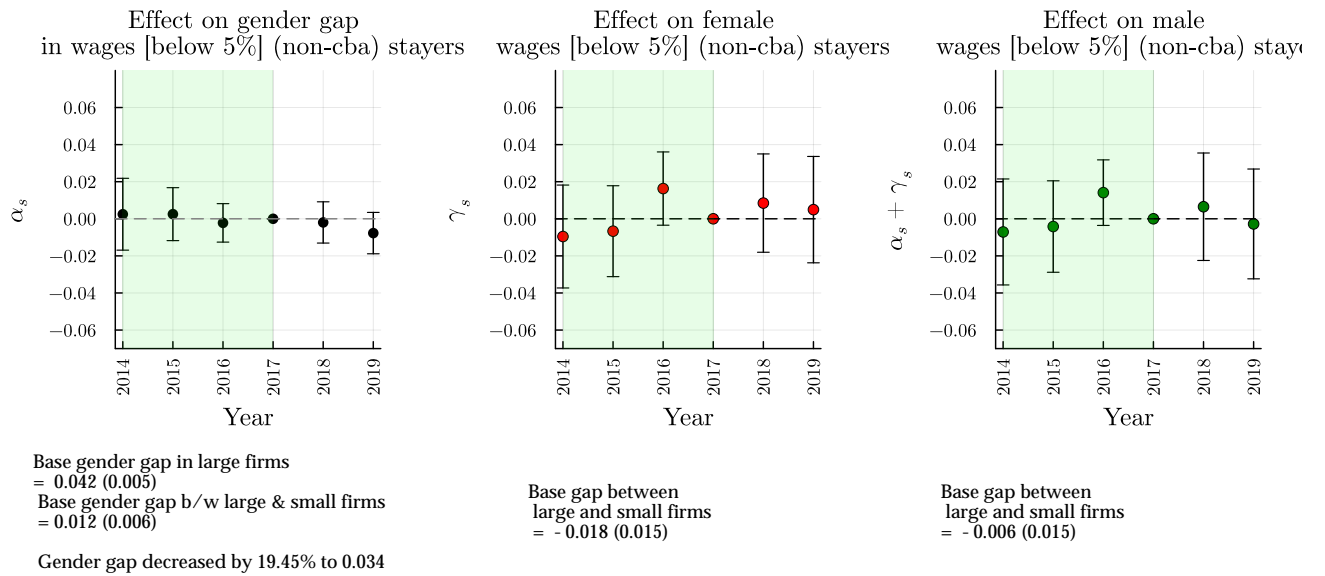 Effect on gender gap
in wages [below 5%] (non-cba) stayers
0.06
0.04
0.02
0.00
−0.02
−0.04
−0.06
α_s
2014
2015
2016
2017
2018
2019
Year
Base gender gap in large firms
= 0.042 (0.005)
Base gender gap b/w large & small firms
= 0.012 (0.006)
Gender gap decreased by 19.45% to 0.034
Effect on female
wages [below 5%] (non-cba) stayers
0.06
0.04
0.02
0.00
−0.02
−0.04
−0.06
γ_s
2014
2015
2016
2017
2018
2019
Year
Base gap between
large and small firms
= - 0.018 (0.015)
Effect on male
wages [below 5%] (non-cba) staye
0.06
0.04
0.02
0.00
−0.02
−0.04
−0.06
α_s + γ_s
2014
2015
2016
2017
2018
2019
Year
Base gap between
large and small firms
= - 0.006 (0.015)